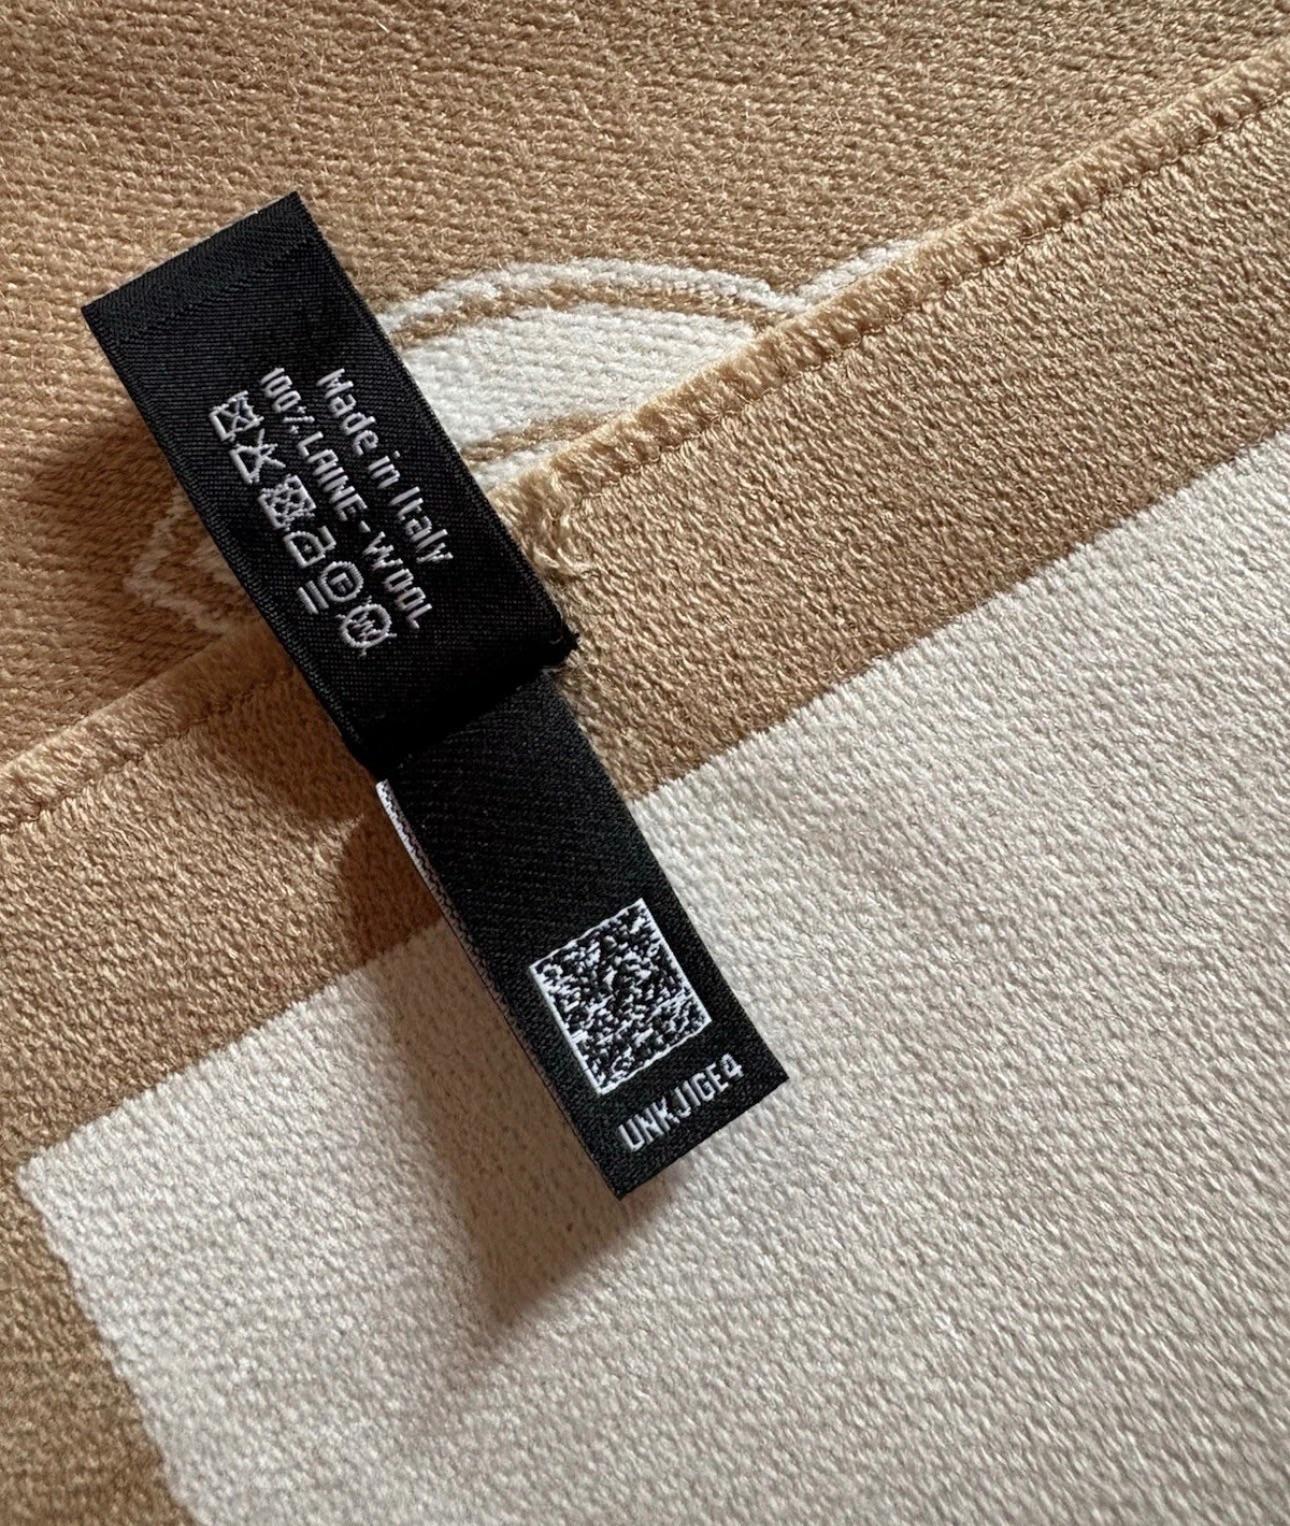 Made in Italy
100% LAINE - WOOL
UNKJIGE4